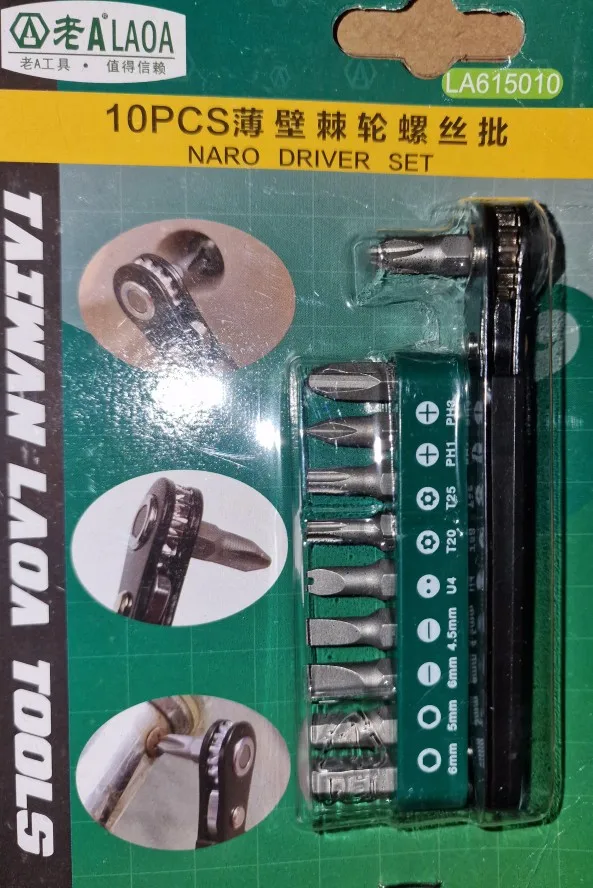 老A® LAOA
老A工具 · 值得信赖
LA615010
10PCS薄壁棘轮螺丝批
NARO DRIVER SET
TAIWAN LAOA TOOLS
PH3
PH1
T25
T20
U4
4.5mm
6mm
5mm
6mm